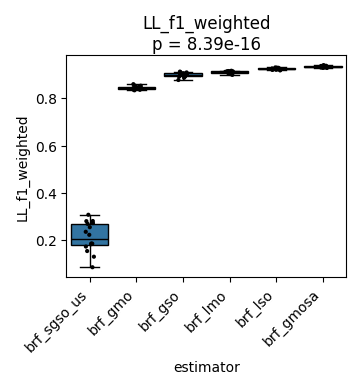 LL_f1_weighted
p = 8.39e-16
LL_f1_weighted
0.8
0.6
0.4
0.2
brf_sgso_us
brf_gmo
brf_gso
brf_lmo
brf_lso
brf_gmosa
estimator